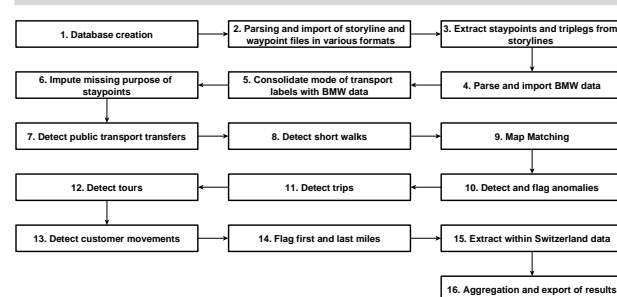 1. Database creation
2. Parsing and import of storyline and
waypoint files in various formats
3. Extract staypoints and triplegs from
storylines
6. Impute missing purpose of
staypoints
5. Consolidate mode of transport
labels with BMW data
4. Parse and import BMW data
7. Detect public transport transfers
8. Detect short walks
9. Map Matching
12. Detect tours
11. Detect trips
10. Detect and flag anomalies
13. Detect customer movements
14. Flag first and last miles
15. Extract within Switzerland data
16. Aggregation and export of results